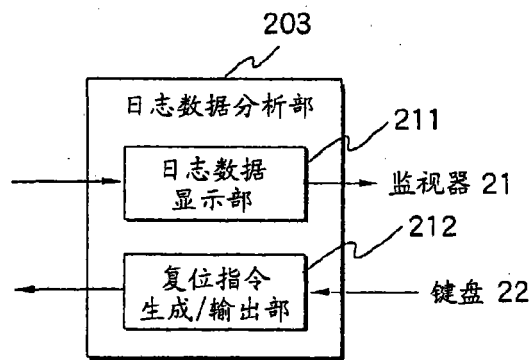 203
日志数据分析部
211
日志数据
显示部
监视器 21
212
复位指令
生成/输出部
键盘 22